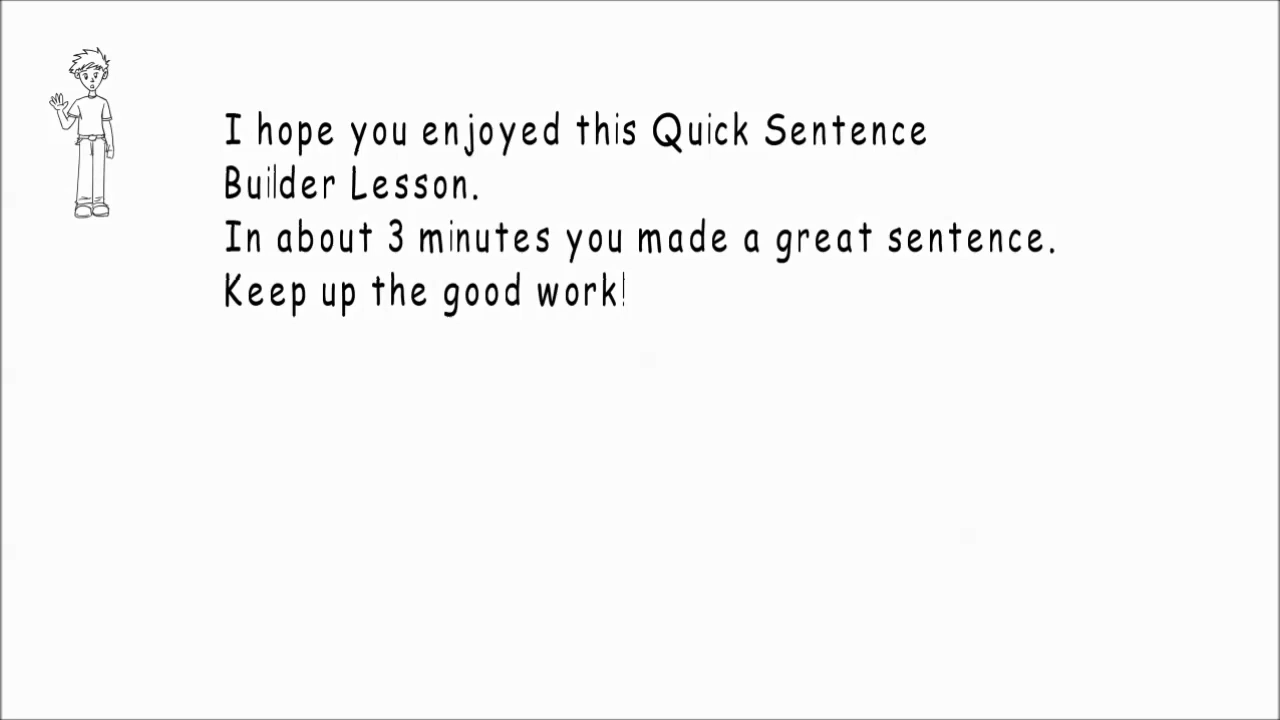 I hope you enjoyed this Quick Sentence
Builder Lesson.
In about 3 minutes you made a great sentence.
Keep up the good work!